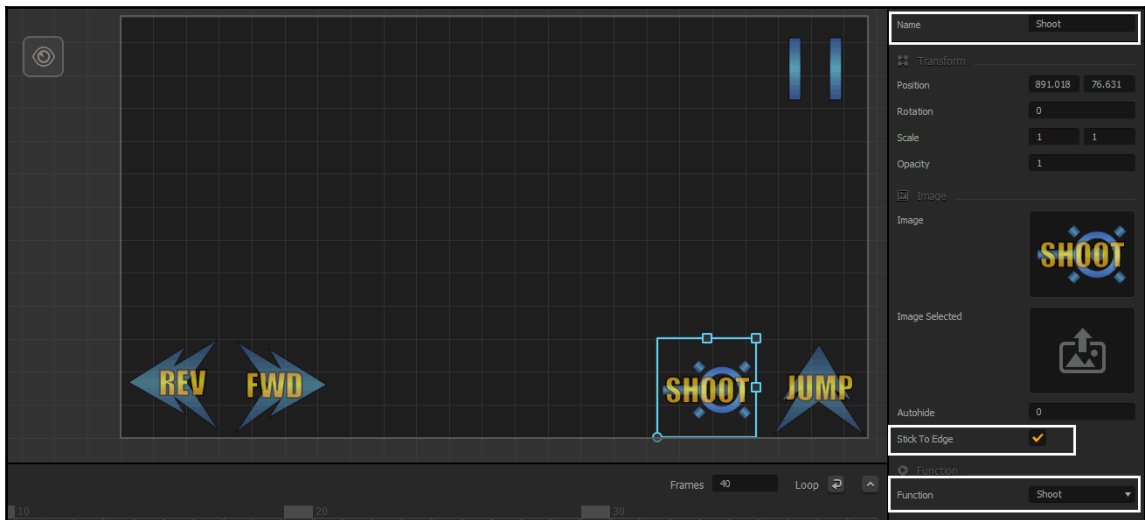 Name Shoot
Transform
Position 891.018 76.631
Rotation 0
Scale 1 1
Opacity 1
Image
Image SHOOT
Image Selected
REV FWD SHOOT JUMP
Autohide 0
Stick To Edge
Function
Frames 40 Loop
Function Shoot
10 20 30